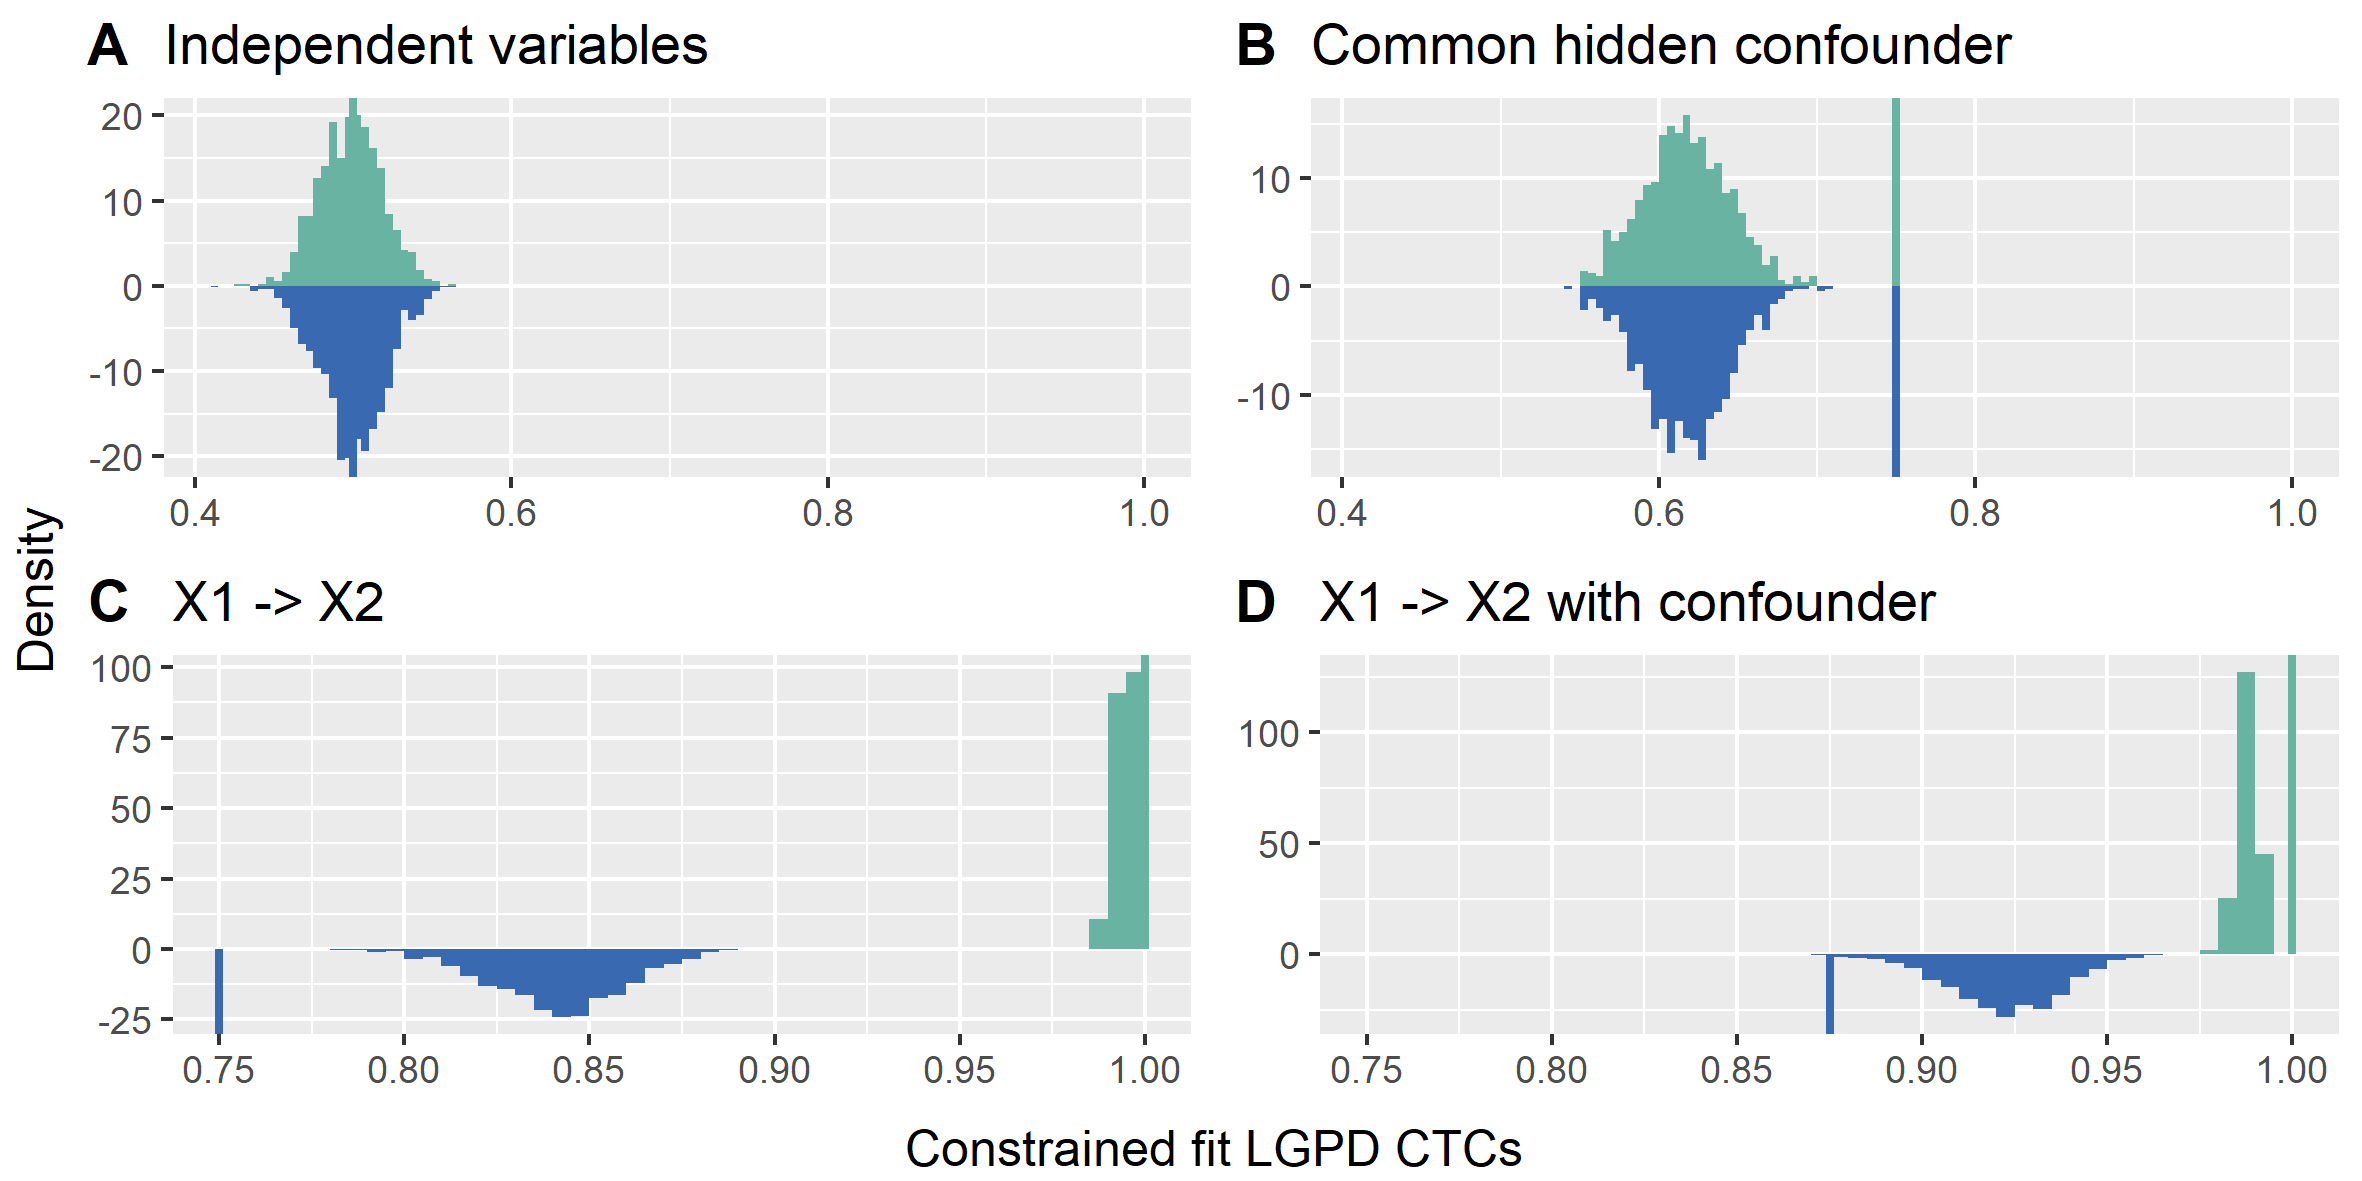 A Independent variables
20
10
0
-10
-20
0.4 0.6 0.8 1.0
B Common hidden confounder
10
0
-10
0.4 0.6 0.8 1.0
Density
C X1 -> X2
100
75
50
25
0
-25
0.75 0.80 0.85 0.90 0.95 1.00
D X1 -> X2 with confounder
100
50
0
0.75 0.80 0.85 0.90 0.95 1.00
Constrained fit LGPD CTCs